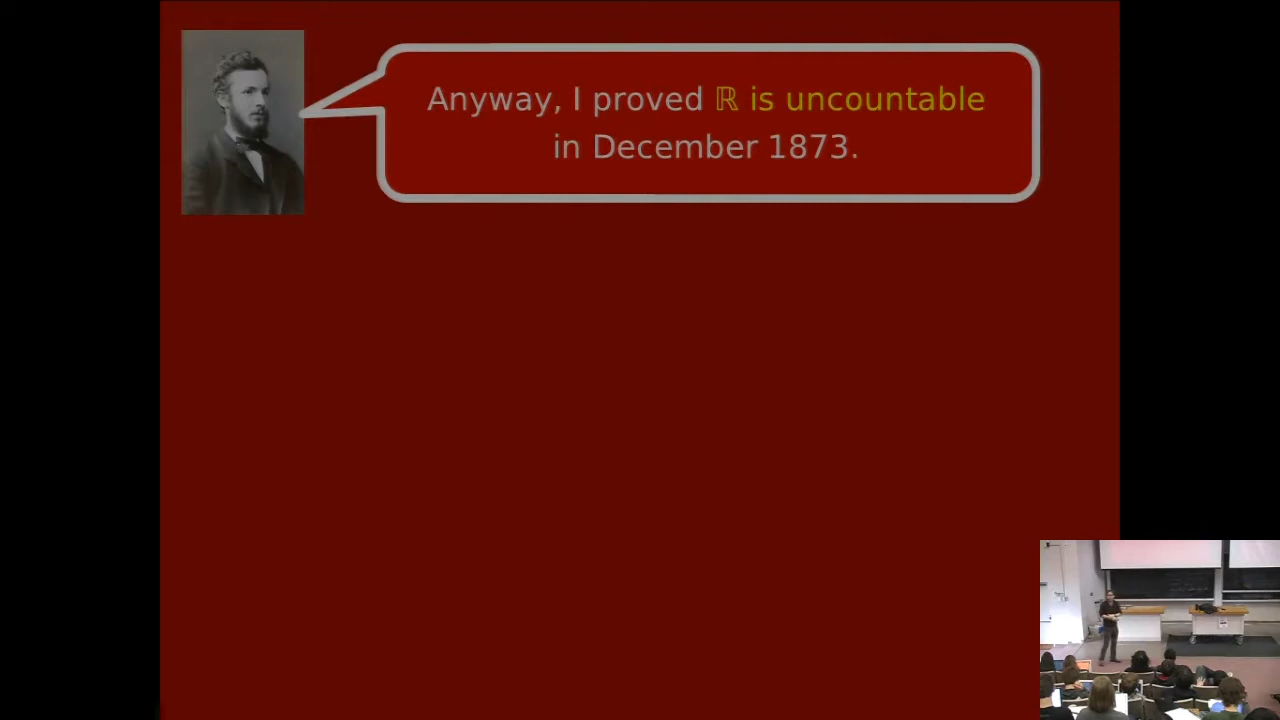 Anyway, I proved ℝ is uncountable
in December 1873.